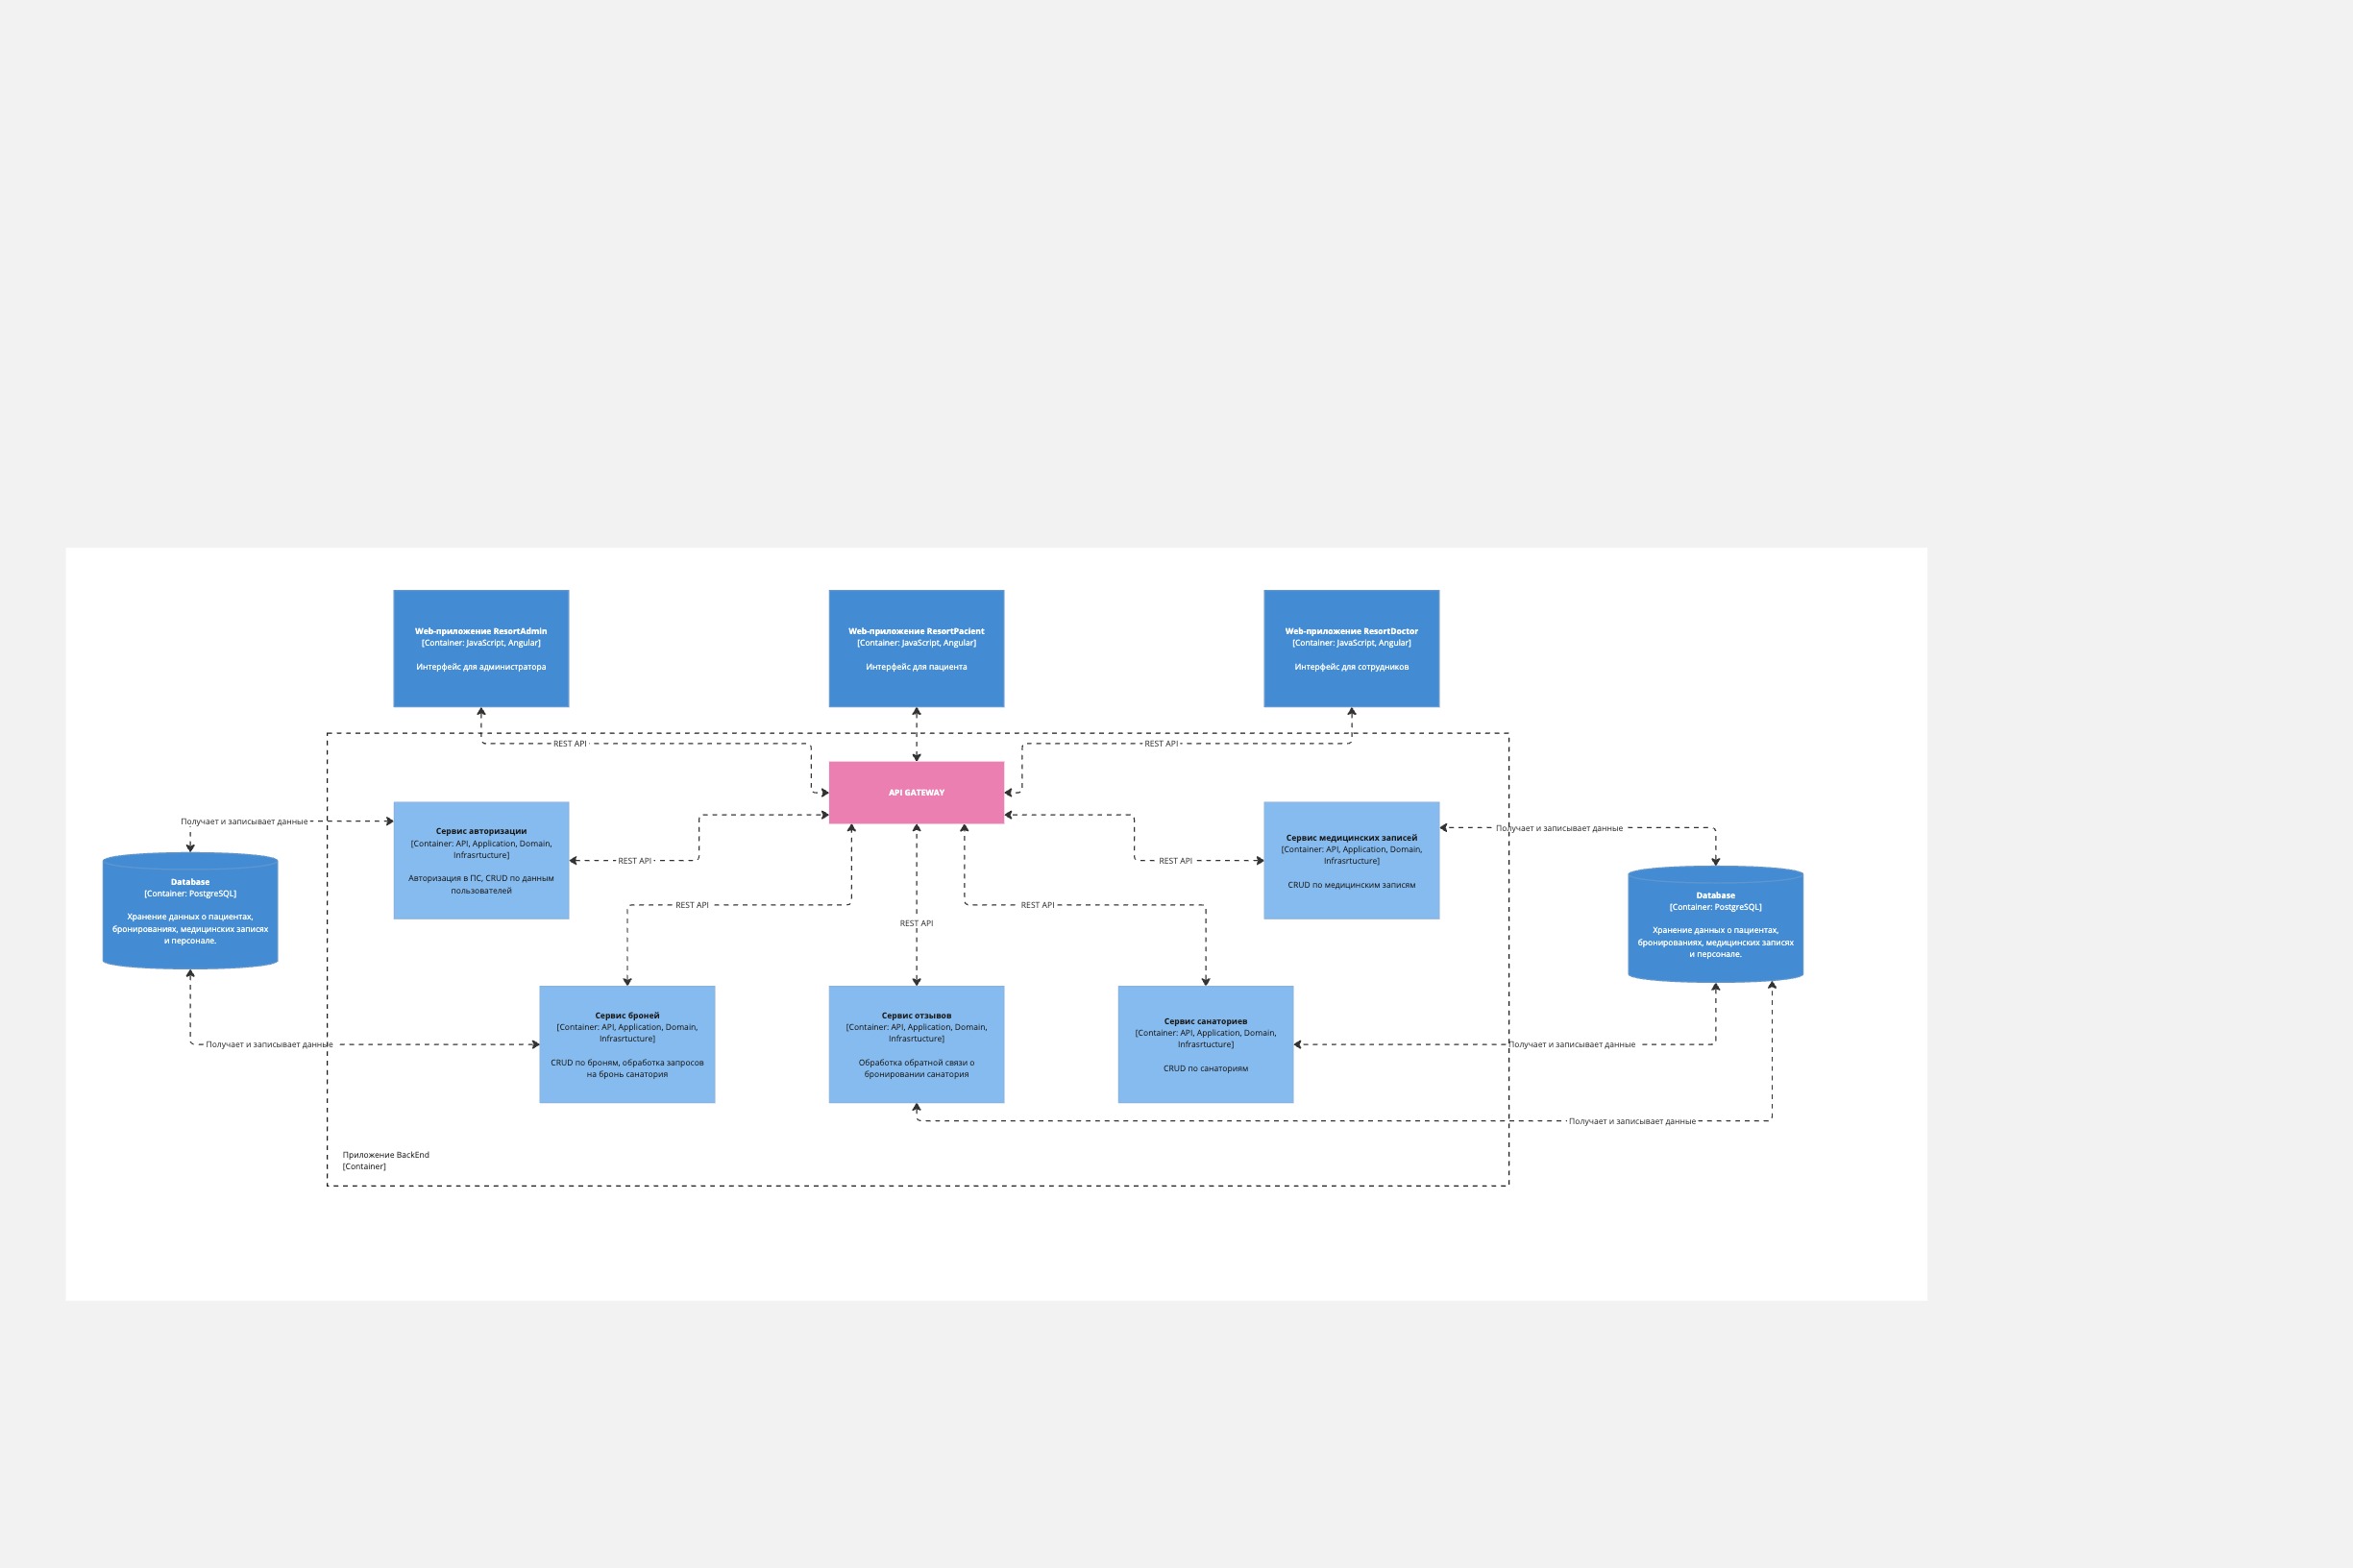 Web-приложение ResortAdmin
[Container: JavaScript, Angular]
Интерфейс для администратора
Web-приложение ResortPacient
[Container: JavaScript, Angular]
Интерфейс для пациента
Web-приложение ResortDoctor
[Container: JavaScript, Angular]
Интерфейс для сотрудников
REST API
REST API
API GATEWAY
Получает и записывает данные
Сервис авторизации
[Container: API, Application, Domain,
Infrasrtucture]
Авторизация в ПС, CRUD по данным
пользователей
REST API
REST API
Сервис медицинских записей
[Container: API, Application, Domain,
Infrasrtucture]
CRUD по медицинским записям
Получает и записывает данные
Database
[Container: PostgreSQL]
Хранение данных о пациентах,
бронированиях, медицинских записях
и персонале.
Database
[Container: PostgreSQL]
Хранение данных о пациентах,
бронированиях, медицинских записях
и персонале.
REST API
REST API
REST API
Получает и записывает данные
Сервис броней
[Container: API, Application, Domain,
Infrasrtucture]
CRUD по броням, обработка запросов
на бронь санатория
Сервис отзывов
[Container: API, Application, Domain,
Infrasrtucture]
Обработка обратной связи о
бронировании санатория
Сервис санаториев
[Container: API, Application, Domain,
Infrasrtucture]
CRUD по санаториям
Получает и записывает данные
Получает и записывает данные
Приложение BackEnd
[Container]